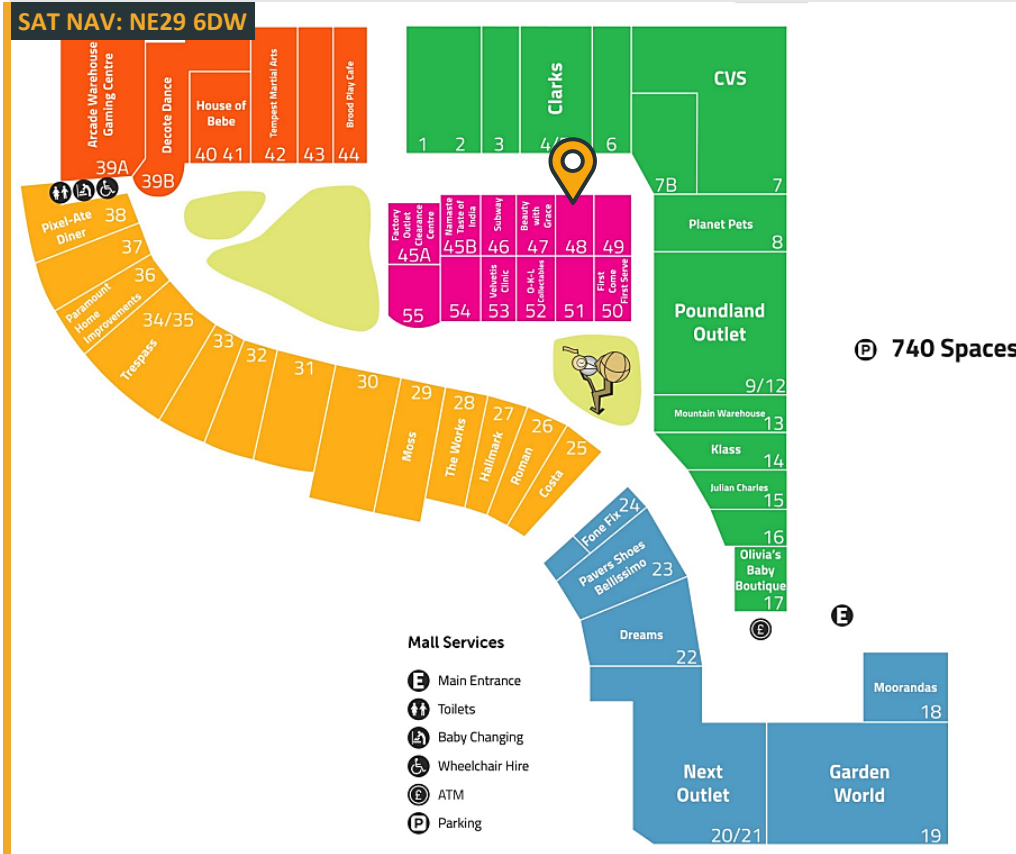 SAT NAV: NE29 6DW
Arcade Warehouse
Gaming Centre
39A
Decote Dance
39B
House of
Bebe
40 41
Tempest Martial Arts
42
43
Brood Play Cafe
44
1
2
3
Clarks
6
CVS
7B
7
Planet Pets
8
Poundland
Outlet
9/12
Mountain Warehouse
13
Klass
14
Julian Charles
15
16
Olivia's
Baby
Boutique
17
Factory
Outlet
Clearance
Centre
45A
Namaste
Taste of
India
45B
Subway
46
Beauty
with
Grace
47
48
49
55
54
Velvetis
Clinic
53
O-K-L
Collectables
52
51
First
Come
First Serve
50
Pixel-Ate
Diner
38
37
36
Paramount
Home
Improvements
34/35
Trespass
33
32
31
30
29
Moss
28
The Works
27
Hallmark
26
Roman
25
Costa
P 740 Spaces
Fone Fix
24
Pavers Shoes
Bellissimo
23
Dreams
22
£
E
Moorandas
18
Next
Outlet
20/21
Garden
World
19
Mall Services
E Main Entrance
Toilets
Baby Changing
Wheelchair Hire
£ ATM
P Parking